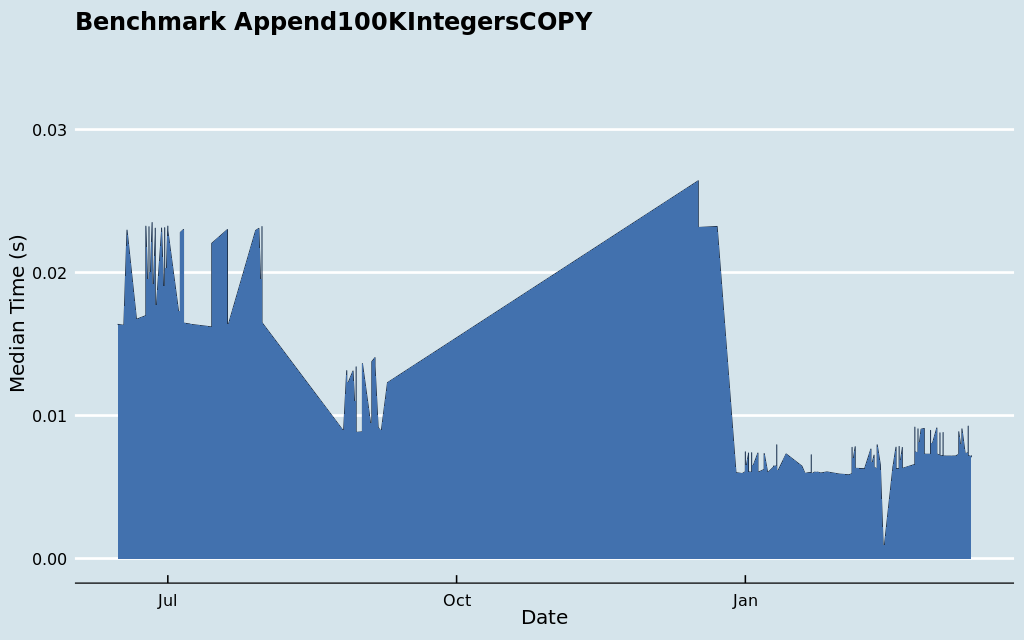 Benchmark Append100KIntegersCOPY
0.03
0.02
0.01
0.00
Median Time (s)
Jul
Oct
Jan
Date